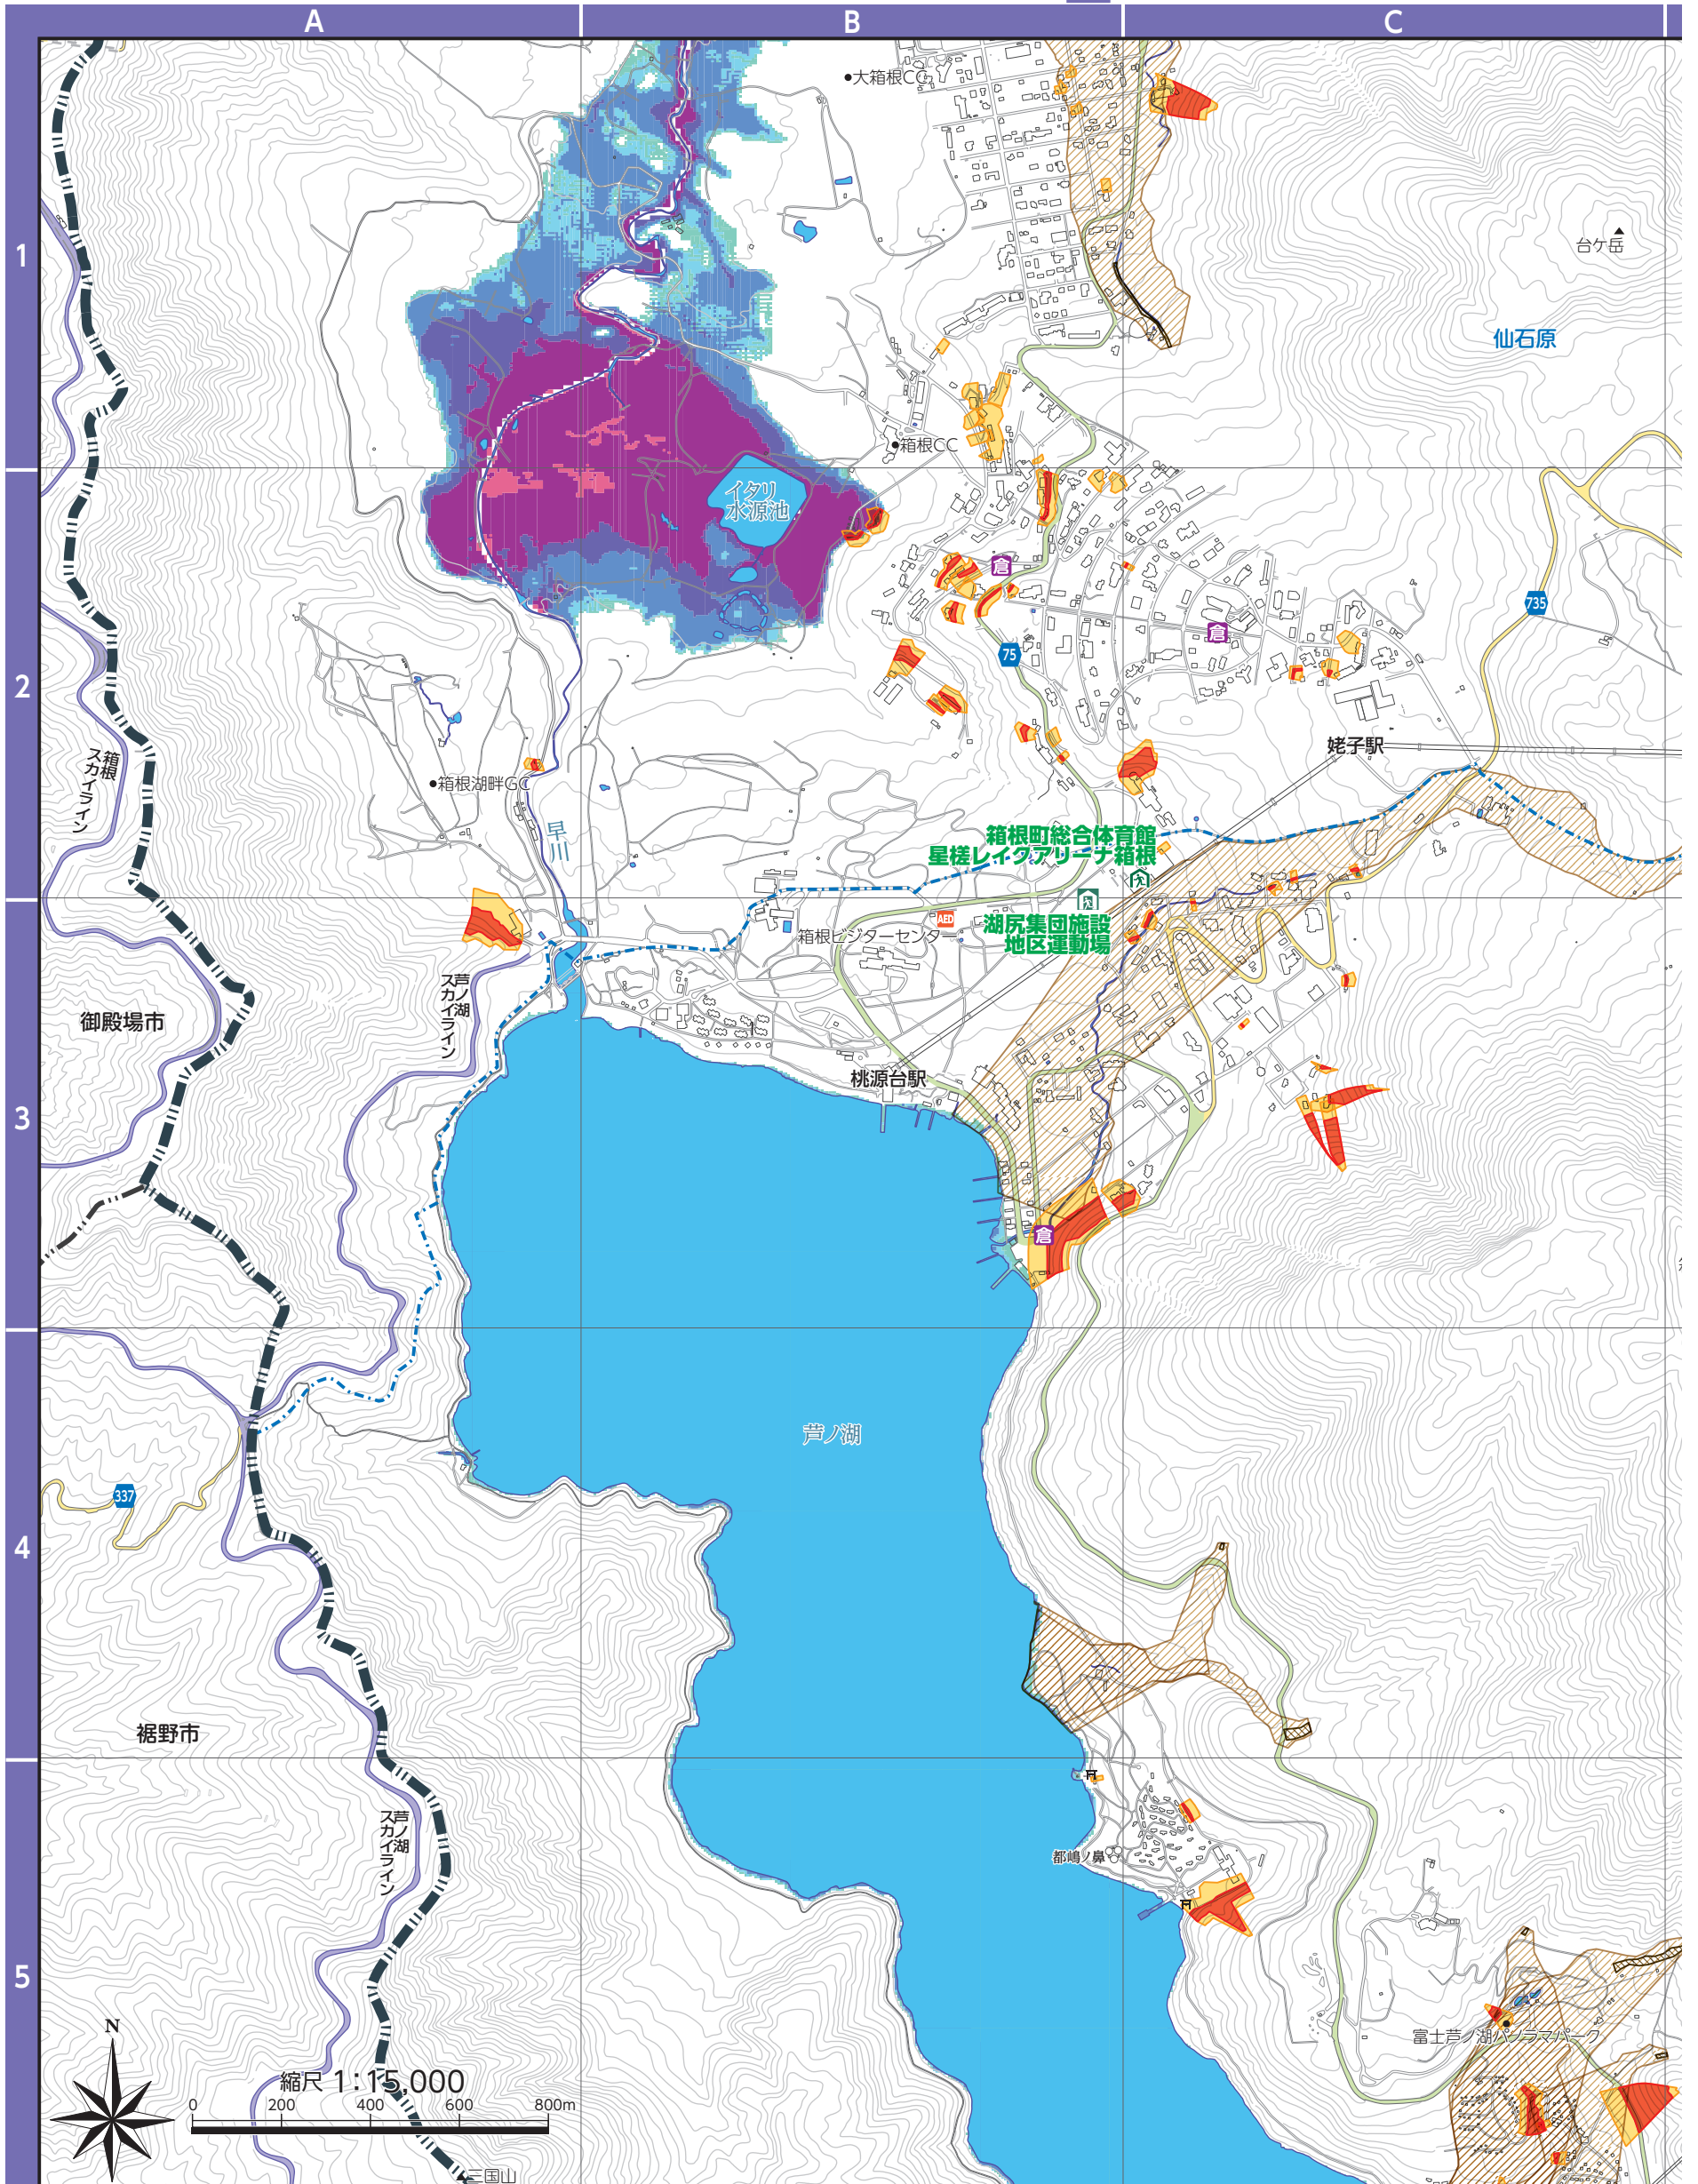 A
B
C
1
2
3
4
5
大箱根CC
台ケ岳
仙石原
箱根CC
イタリ
水源池
倉
735
倉
75
姥子駅
箱根
スカイライン
箱根湖畔GC
早川
箱根町総合体育館
星槎レイクアリーナ箱根
AED
湖尻集団施設
地区運動場
箱根ビジターセンター
芦ノ湖
スカイライン
御殿場市
桃源台駅
倉
芦ノ湖
337
裾野市
芦ノ湖
スカイライン
都嶋ノ鼻
富士芦ノ湖パノラマパーク
N
縮尺 1:15,000
0 200 400 600 800m
三国山